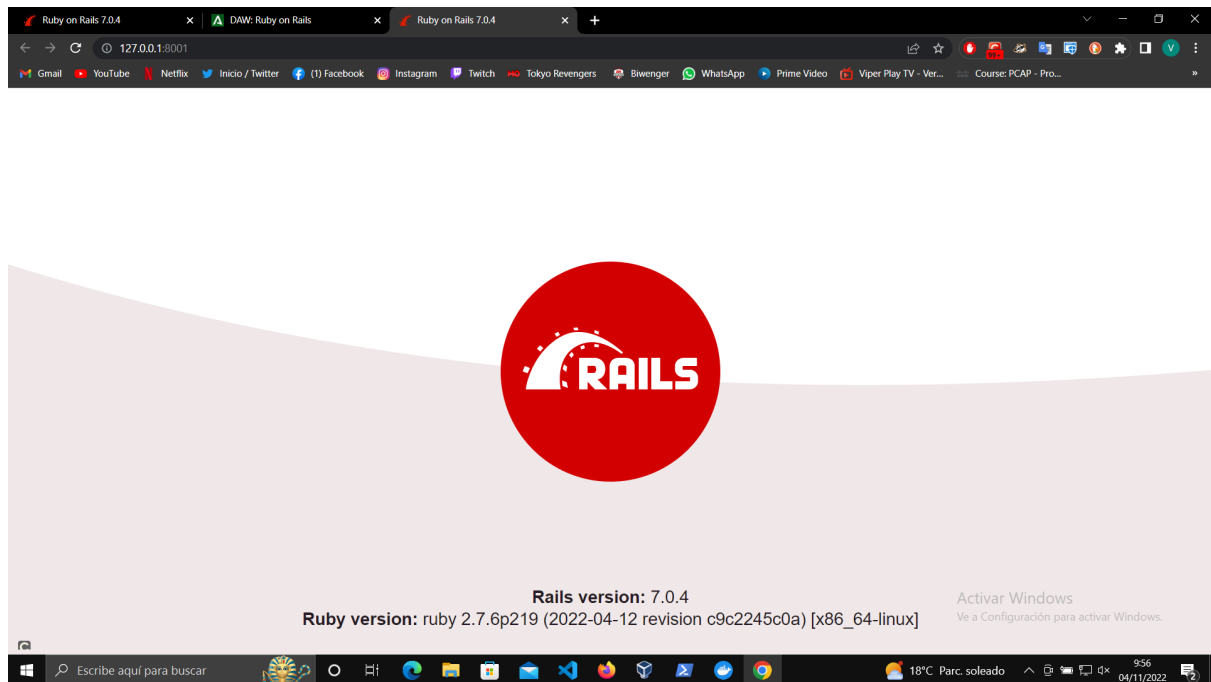 Ruby on Rails 7.0.4
DAW: Ruby on Rails
Ruby on Rails 7.0.4
127.0.0.1:8001
V
Gmail
YouTube
Netflix
Inicio / Twitter
(1) Facebook
Instagram
Twitch
Tokyo Revengers
Biwenger
WhatsApp
Prime Video
Viper Play TV - Ver...
Course: PCAP - Pro...
»
RAILS
Rails version: 7.0.4
Ruby version: ruby 2.7.6p219 (2022-04-12 revision c9c2245c0a) [x86_64-linux]
Activar Windows
Ve a Configuración para activar Windows.
Escribe aquí para buscar
18°C Parc. soleado
9:56
04/11/2022
2